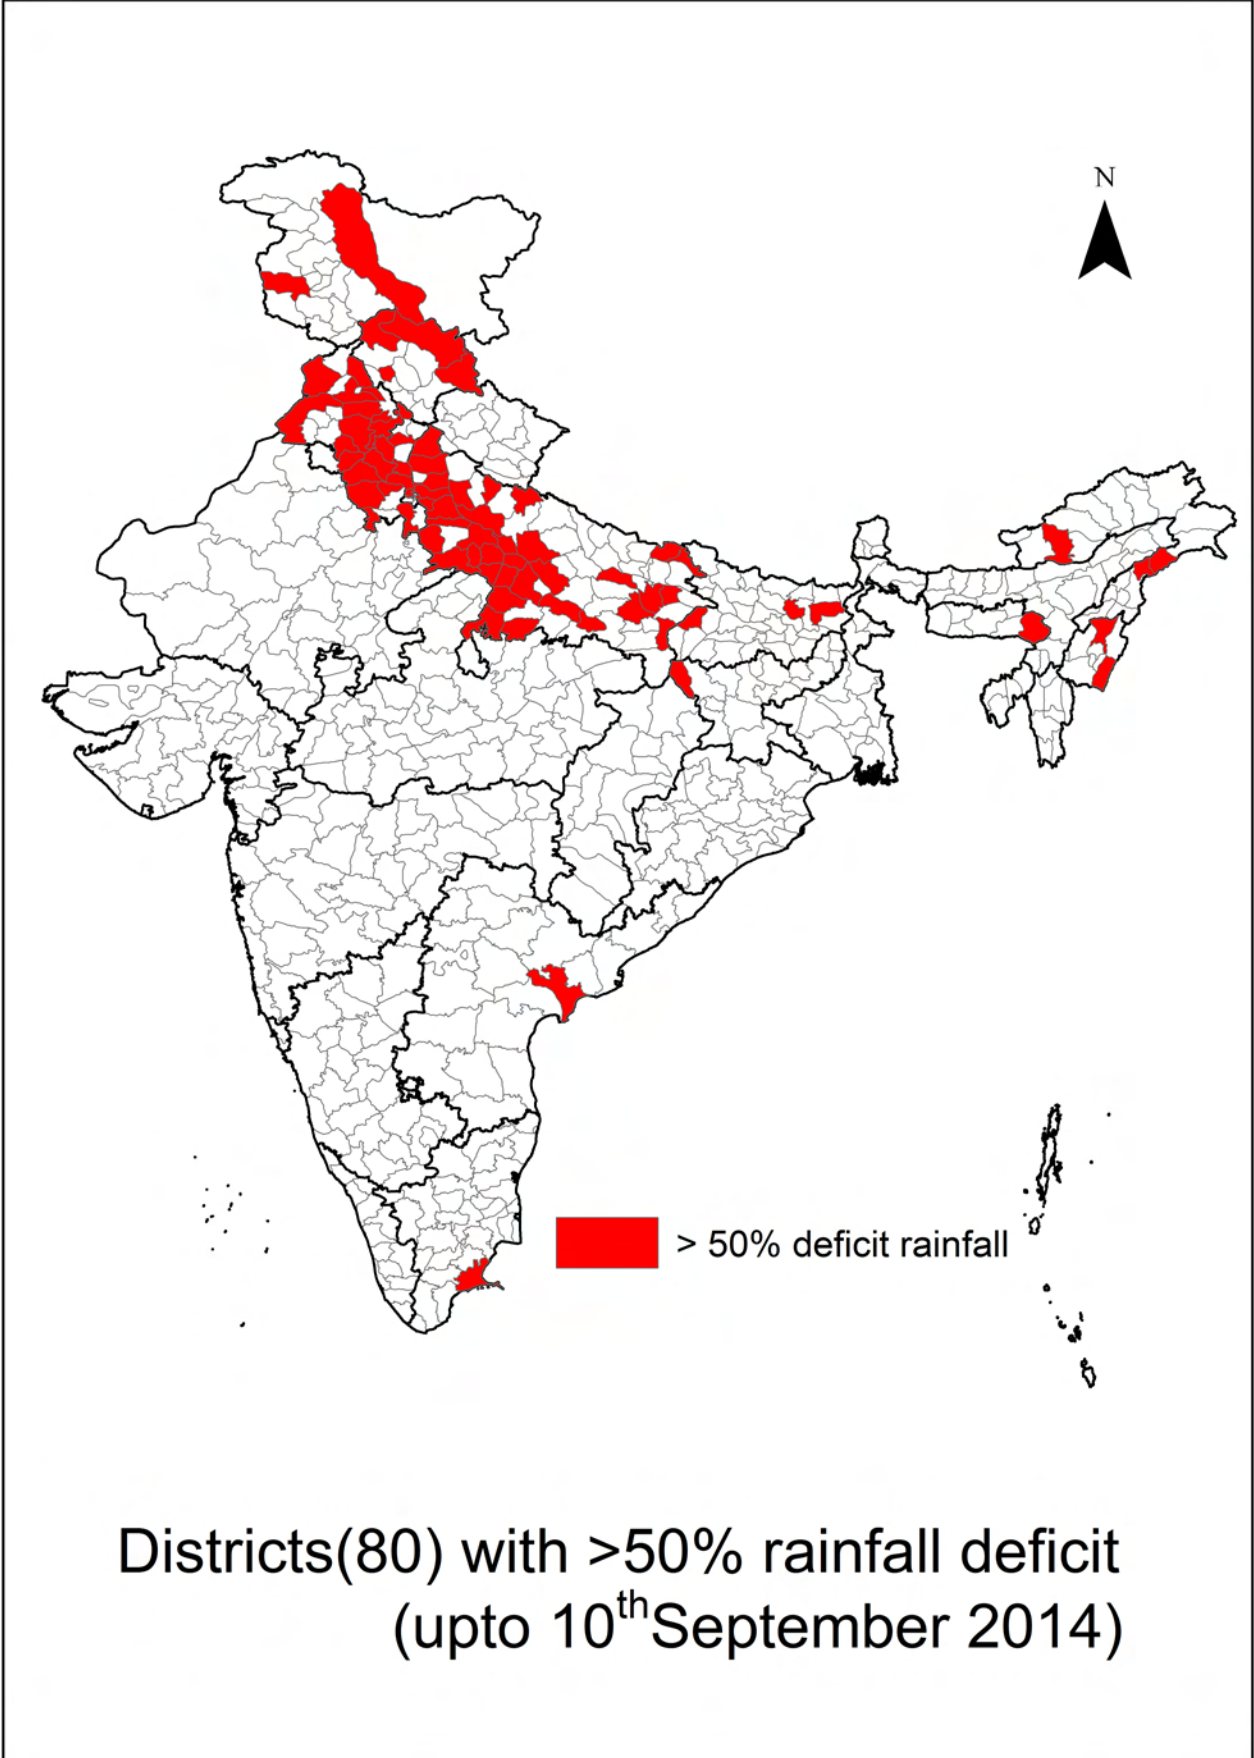 N
> 50% deficit rainfall
Districts(80) with >50% rainfall deficit
(upto 10thSeptember 2014)